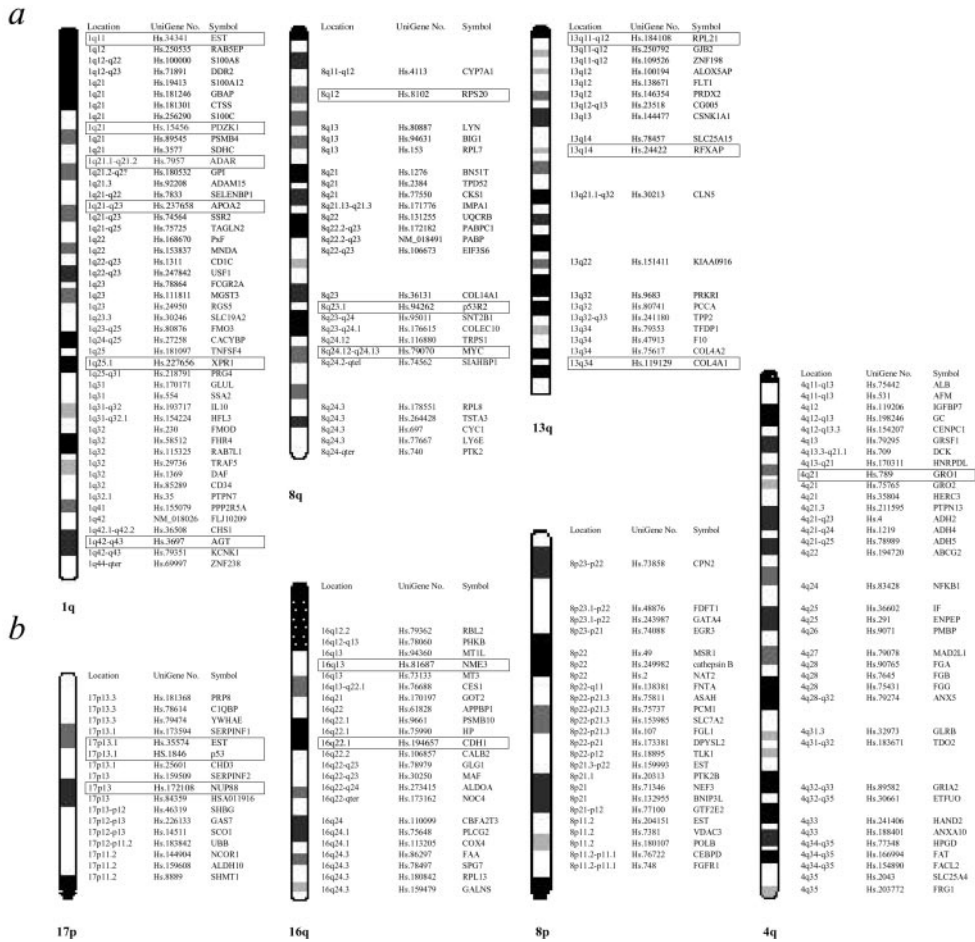 a
Location UniGene No. Symbol
1q11 Hs.34341 EST
1q12 Hs.250535 RAB5EP
1q12-q22 Hs.100000 S100A8
1q12-q23 Hs.71891 DDR2
1q21 Hs.19413 S100A12
1q21 Hs.181246 GBAP
1q21 Hs.181301 CTSS
1q21 Hs.256290 S100C
1q21 Hs.15456 PDZK1
1q21 Hs.89545 PSMB4
1q21 Hs.3577 SDHC
1q21.1-q21.2 Hs.7957 ADAR
1q21.2-q2? Hs.180532 GPI
1q21.3 Hs.92208 ADAM15
1q21-q22 Hs.7833 SELENBP1
1q21-q23 Hs.237658 APOA2
1q21-q23 Hs.74564 SSR2
1q21-q25 Hs.75725 TAGLN2
1q22 Hs.168670 PxF
1q22 Hs.153837 MNDA
1q22-q23 Hs.1311 CD1C
1q22-q23 Hs.247842 USF1
1q23 Hs.78864 FCGR2A
1q23 Hs.111811 MGST3
1q23 Hs.24950 RGS5
1q23.3 Hs.30246 SLC19A2
1q23-q25 Hs.80876 FMO3
1q24-q25 Hs.27258 CACYBP
1q25 Hs.181097 TNFSF4
1q25.1 Hs.227656 XPR1
1q25-q31 Hs.218791 PRG4
1q31 Hs.170171 GLUL
1q31 Hs.554 SSA2
1q31-q32 Hs.193717 IL10
1q31-q32.1 Hs.154224 HFL3
1q32 Hs.230 FMOD
1q32 Hs.58512 FHR4
1q32 Hs.115325 RAB7L1
1q32 Hs.29736 TRAF5
1q32 Hs.1369 DAF
1q32 Hs.85289 CD34
1q32.1 Hs.35 PTPN7
1q41 Hs.155079 PPP2R5A
1q42 NM_018026 FLJ10209
1q42.1-q42.2 Hs.36508 CHS1
1q42-q43 Hs.3697 AGT
1q42-q43 Hs.79351 KCNK1
1q44-qter Hs.69997 ZNF238
1q
Location UniGene No. Symbol
8q11-q12 Hs.4113 CYP7A1
8q12 Hs.8102 RPS20
8q13 Hs.80887 LYN
8q13 Hs.94631 BIG1
8q13 Hs.153 RPL7
8q21 Hs.1276 BN51T
8q21 Hs.2384 TPD52
8q21 Hs.77550 CKS1
8q21.13-q21.3 Hs.171776 IMPA1
8q22 Hs.131255 UQCRB
8q22.2-q23 Hs.172182 PABPC1
8q22.2-q23 NM_018491 PABP
8q22-q23 Hs.106673 EIF3S6
8q23 Hs.36131 COL14A1
8q23.1 Hs.94262 p53R2
8q23-q24 Hs.95011 SNT2B1
8q23-q24.1 Hs.176615 COLEC10
8q24.12 Hs.116880 TRPS1
8q24.12-q24.13 Hs.79070 MYC
8q24.2-qtel Hs.74562 SIAHBP1
8q24.3 Hs.178551 RPL8
8q24.3 Hs.264428 TSTA3
8q24.3 Hs.697 CYC1
8q24.3 Hs.77667 LY6E
8q24-qter Hs.740 PTK2
8q
Location UniGene No. Symbol
13q11-q12 Hs.184108 RPL21
13q11-q12 Hs.250792 GJB2
13q11-q12 Hs.109526 ZNF198
13q12 Hs.100194 ALOX5AP
13q12 Hs.138671 FLT1
13q12 Hs.146354 PRDX2
13q12-q13 Hs.23518 CG005
13q13 Hs.144477 CSNK1A1
13q14 Hs.78457 SLC25A15
13q14 Hs.24422 RFXAP
13q21.1-q32 Hs.30213 CLN5
13q22 Hs.151411 KIAA0916
13q32 Hs.9683 PRKRI
13q32 Hs.80741 PCCA
13q32-q33 Hs.241180 TPP2
13q34 Hs.79353 TFDP1
13q34 Hs.47913 F10
13q34 Hs.75617 COL4A2
13q34 Hs.119129 COL4A1
13q
b
Location UniGene No. Symbol
17p13.3 Hs.181368 PRP8
17p13.3 Hs.78614 C1QBP
17p13.3 Hs.79474 YWHAE
17p13.1 Hs.173594 SERPINF1
17p13.1 Hs.35574 EST
17p13.1 HS.1846 p53
17p13.1 Hs.25601 CHD3
17p13 Hs.159509 SERPINF2
17p13 Hs.172108 NUP88
17p13 Hs.84359 HSA011916
17p13-p12 Hs.46319 SHBG
17p12-p13 Hs.226133 GAS7
17p12-p13 Hs.14511 SCO1
17p12-p11.2 Hs.183842 UBB
17p11.2 Hs.144904 NCOR1
17p11.2 Hs.159608 ALDH10
17p11.2 Hs.8889 SHMT1
17p
Location UniGene No. Symbol
16q12.2 Hs.79362 RBL2
16q12-q13 Hs.78060 PHKB
16q13 Hs.94360 MT1L
16q13 Hs.81687 NME3
16q13 Hs.73133 MT3
16q13-q22.1 Hs.76688 CES1
16q21 Hs.170197 GOT2
16q22 Hs.61828 APPBP1
16q22.1 Hs.9661 PSMB10
16q22.1 Hs.75990 HP
16q22.1 Hs.194657 CDH1
16q22.2 Hs.106857 CALB2
16q22-q23 Hs.78979 GLG1
16q22-q23 Hs.30250 MAF
16q22-q24 Hs.273415 ALDOA
16q22-qter Hs.173162 NOC4
16q24 Hs.110099 CBFA2T3
16q24.1 Hs.75648 PLCG2
16q24.1 Hs.113205 COX4
16q24.3 Hs.86297 FAA
16q24.3 Hs.78497 SPG7
16q24.3 Hs.180842 RPL13
16q24.3 Hs.159479 GALNS
16q
Location UniGene No. Symbol
8p23-p22 Hs.73858 CPN2
8p23.1-p22 Hs.48876 FDFT1
8p23.1-p22 Hs.243987 GATA4
8p23-p21 Hs.74088 EGR3
8p22 Hs.49 MSR1
8p22 Hs.249982 cuthepsin B
8p22 Hs.2 NAT2
8p22-q11 Hs.138381 FNTA
8p22-p21.3 Hs.75811 ASAH
8p22-p21.3 Hs.75737 PCM1
8p22-p21.3 Hs.153985 SLC7A2
8p22-p21.3 Hs.107 FGL1
8p22-p21 Hs.173381 DPYSL2
8p22-p12 Hs.18895 TLK1
8p21.3-p22 Hs.159993 EST
8p21.1 Hs.20313 PTK2B
8p21 Hs.71346 NEF3
8p21 Hs.132955 BNIP3L
8p21-p12 Hs.77100 GTF2E2
8p11.2 Hs.204151 EST
8p11.2 Hs.7381 VDAC3
8p11.2 Hs.180107 POLB
8p11.2-p11.1 Hs.76722 CEBPD
8p11.2-p11.1 Hs.748 FGFR1
8p
Location UniGene No. Symbol
4q11-q13 Hs.75442 ALB
4q11-q13 Hs.531 AFM
4q12 Hs.119206 IGFBP7
4q12-q13 Hs.198246 GC
4q12-q13.3 Hs.154207 CENPC1
4q13 Hs.79295 GRSF1
4q13.3-q21.1 Hs.709 DCK
4q13-q21 Hs.170311 HNRPDL
4q21 Hs.789 GRO1
4q21 Hs.75765 GRO2
4q21 Hs.35804 HERC3
4q21.3 Hs.211595 PTPN13
4q21-q23 Hs.4 ADH2
4q21-q24 Hs.1219 ADH4
4q21-q25 Hs.78989 ADH5
4q22 Hs.194720 ABCG2
4q24 Hs.83428 NFKB1
4q25 Hs.36602 IF
4q25 Hs.291 ENPEP
4q26 Hs.9071 PMBP
4q27 Hs.79078 MAD2L1
4q28 Hs.90765 FGA
4q28 Hs.7645 FGB
4q28 Hs.75431 FGG
4q28-q32 Hs.79274 ANX5
4q31.3 Hs.32973 GLRB
4q31-q32 Hs.183671 TDO2
4q32-q33 Hs.89582 GRIA2
4q32-q35 Hs.30661 ETFUO
4q33 Hs.241406 HAND2
4q33 Hs.188401 ANXA10
4q34-q35 Hs.77348 HPGD
4q34-q35 Hs.166994 FAT
4q34-q35 Hs.154890 FACL2
4q35 Hs.2043 SLC25A4
4q35 Hs.203772 FRG1
4q